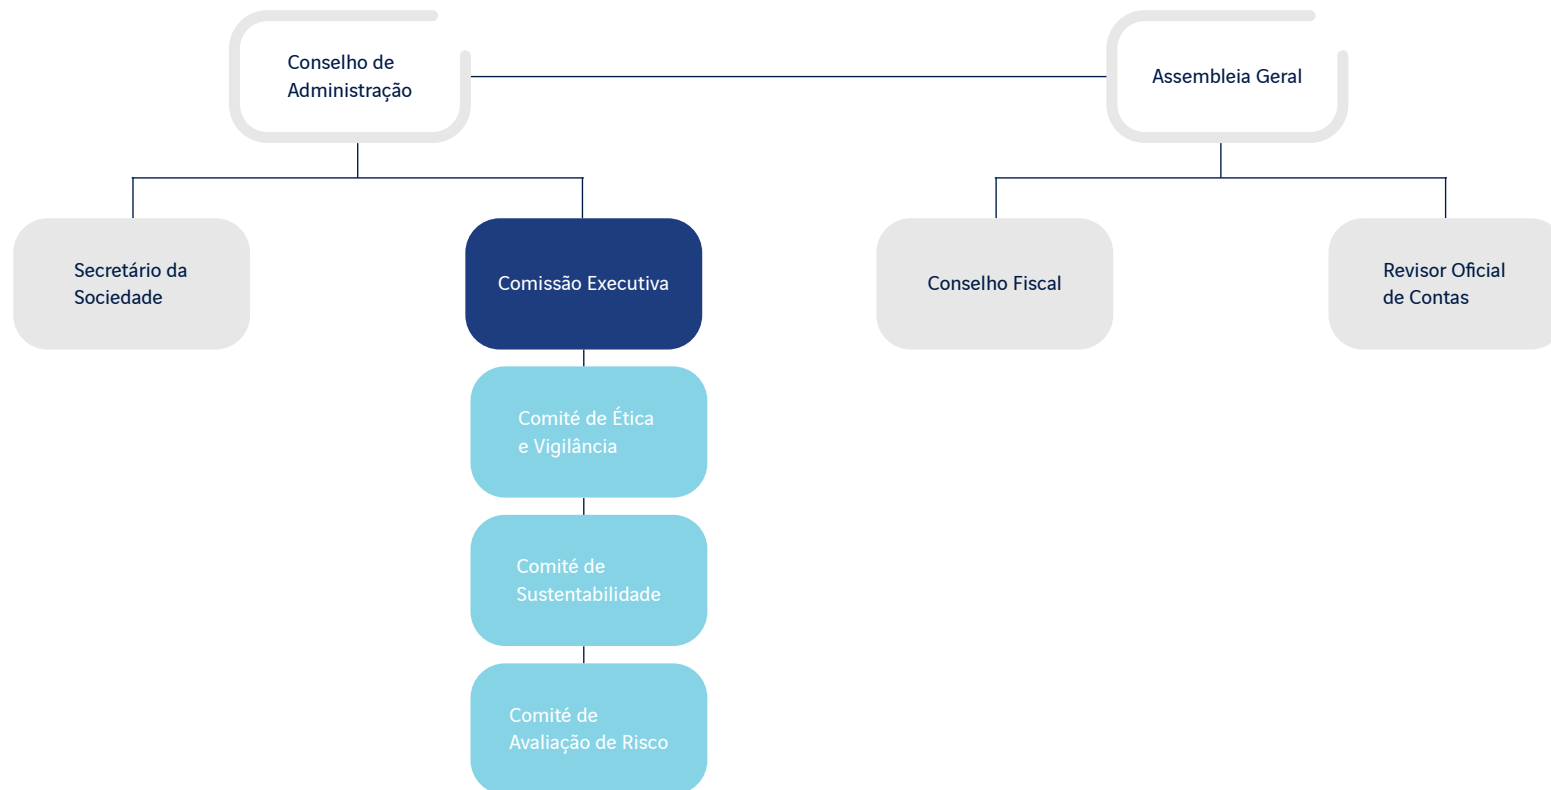 Conselho de
Administração
Assembleia Geral
Secretário da
Sociedade
Comissão Executiva
Conselho Fiscal
Revisor Oficial
de Contas
Comité de Ética
e Vigilância
Comité de
Sustentabilidade
Comité de
Avaliação de Risco